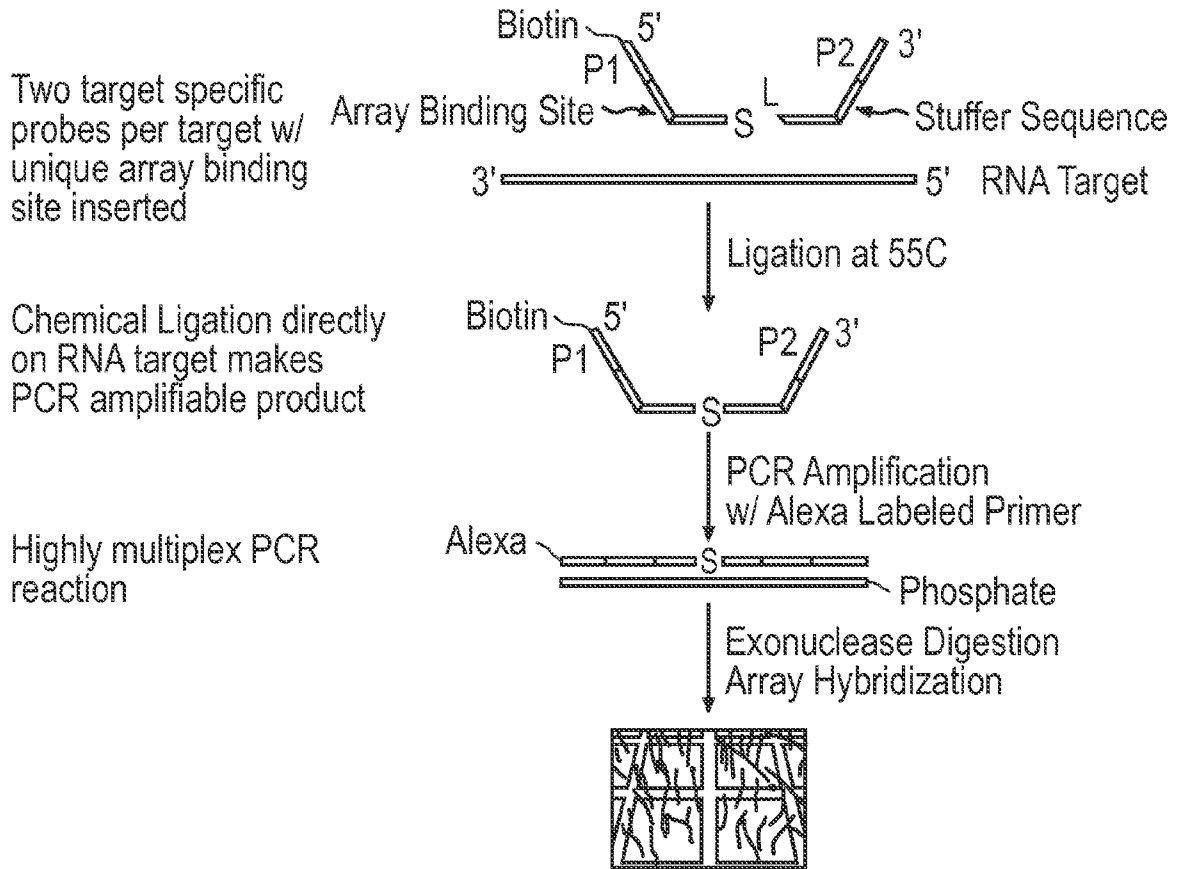 Biotin
5'
P1
P2
3'
Two target specific
probes per target w/
unique array binding
site inserted
Array Binding Site
S
L
Stuffer Sequence
3'
5'
RNA Target
Ligation at 55C
Chemical Ligation directly
on RNA target makes
PCR amplifiable product
Biotin
5'
P1
P2
3'
S
PCR Amplification
w/ Alexa Labeled Primer
Highly multiplex PCR
reaction
Alexa
S
Phosphate
Exonuclease Digestion
Array Hybridization